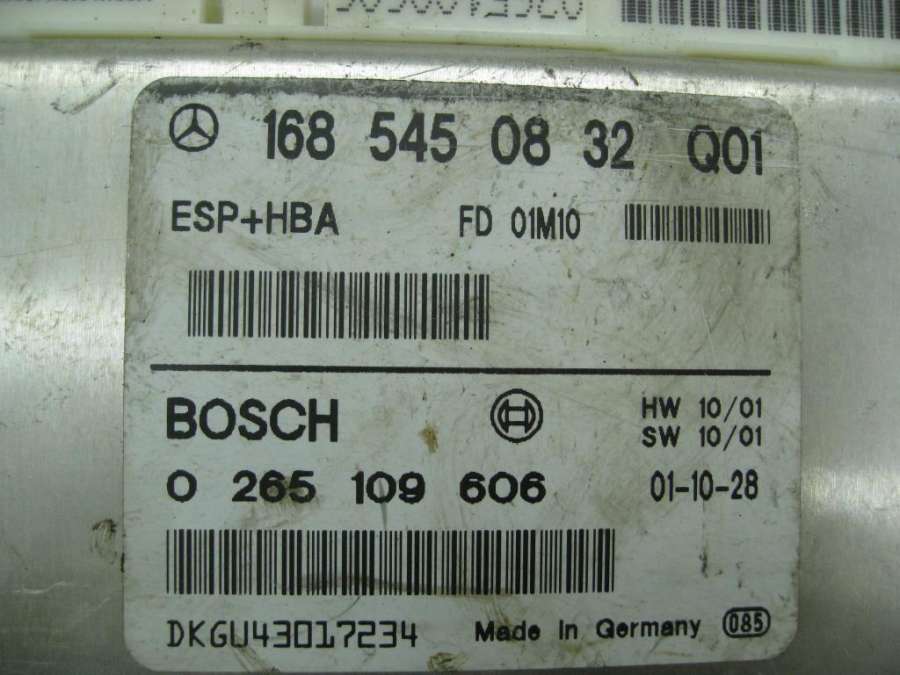 168 545 08 32 Q01
ESP+HBA FD 01M10
BOSCH HW 10/01
SW 10/01
0 265 109 606 01-10-28
DKGU43017234 Made in Germany 085